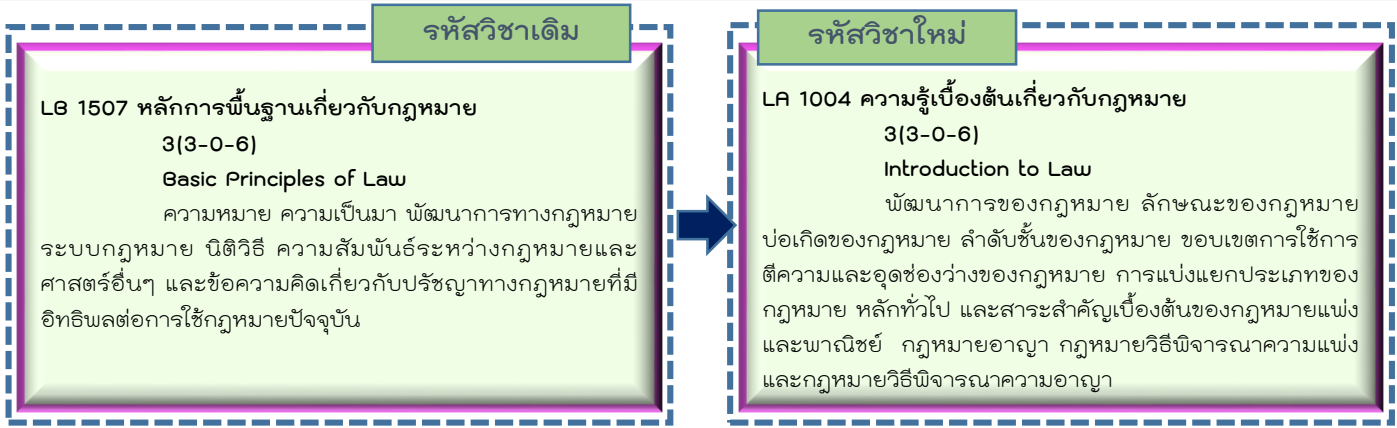 รหัสวิชาเดิม
LB 1507 หลักการพื้นฐานเกี่ยวกับกฎหมาย
3(3-0-6)
Basic Principles of Law
ความหมาย ความเป็นมา พัฒนาการทางกฎหมาย
ระบบกฎหมาย นิติวิธี ความสัมพันธ์ระหว่างกฎหมายและ
ศาสตร์อื่นๆ และข้อความคิดเกี่ยวกับปรัชญาทางกฎหมายที่มี
อิทธิพลต่อการใช้กฎหมายปัจจุบัน
รหัสวิชาใหม่
LA 1004 ความรู้เบื้องต้นเกี่ยวกับกฎหมาย
3(3-0-6)
Introduction to Law
พัฒนาการของกฎหมาย ลักษณะของกฎหมาย
บ่อเกิดของกฎหมาย ลำดับชั้นของกฎหมาย ขอบเขตการใช้การ
ตีความและอุดช่องว่างของกฎหมาย การแบ่งแยกประเภทของ
กฎหมาย หลักทั่วไป และสาระสำคัญเบื้องต้นของกฎหมายแพ่ง
และพาณิชย์ กฎหมายอาญา กฎหมายวิธีพิจารณาความแพ่ง
และกฎหมายวิธีพิจารณาความอาญา